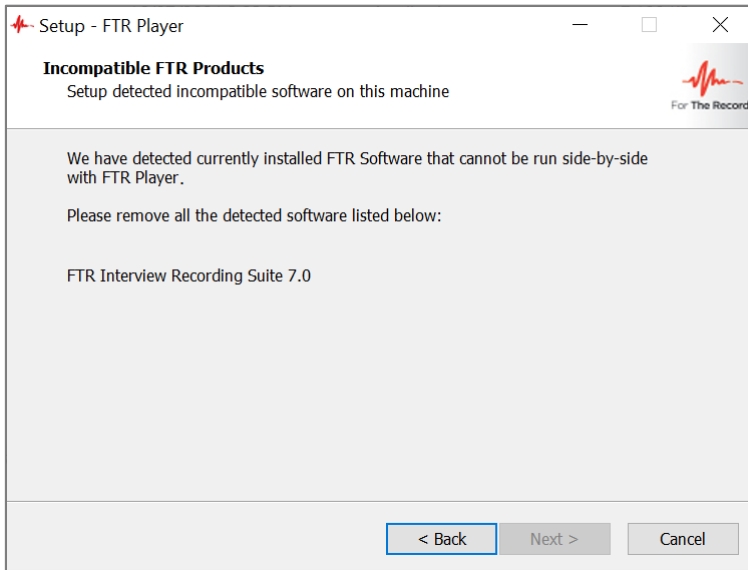 Setup - FTR Player
Incompatible FTR Products
Setup detected incompatible software on this machine
For The Record
We have detected currently installed FTR Software that cannot be run side-by-side
with FTR Player.
Please remove all the detected software listed below:
FTR Interview Recording Suite 7.0
< Back
Next >
Cancel